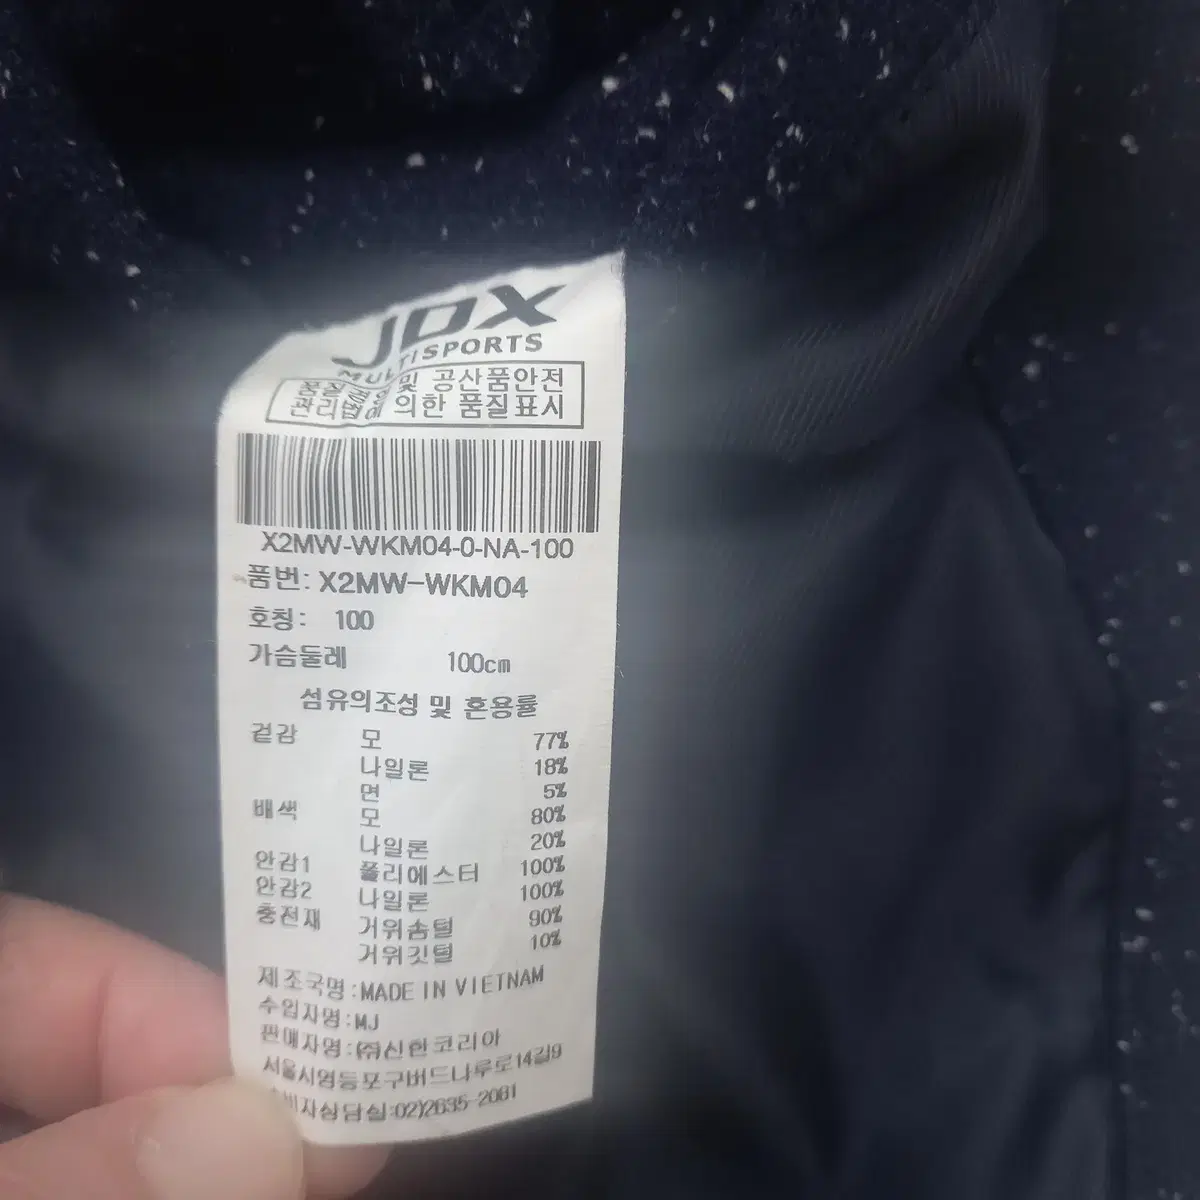 JDX
MULTISPORTS
품질 및 공산품안전
관리 의한 품질표시
X2MW-WKM04-0-NA-100
품번: X2MW-WKM04
호칭: 100
가슴둘레 100cm
섬유의조성 및 혼용률
겉감 모 77%
나일론 18%
면 5%
배색 모 80%
나일론 20%
안감1 폴리에스터 100%
안감2 나일론 100%
충전재 거위솜털 90%
거위깃털 10%
제조국명:MADE IN VIETNAM
수입자명:MJ
판매자명:㈜신한코리아
서울시영등포구버드나루로14길9
비자상담실:02)2635-2081